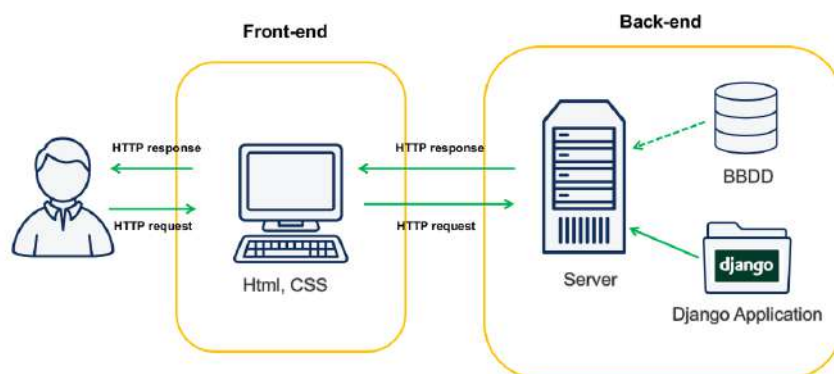 Front-end
Back-end
HTTP response
HTTP request
Html, CSS
HTTP response
HTTP request
Server
BBDD
django
Django Application